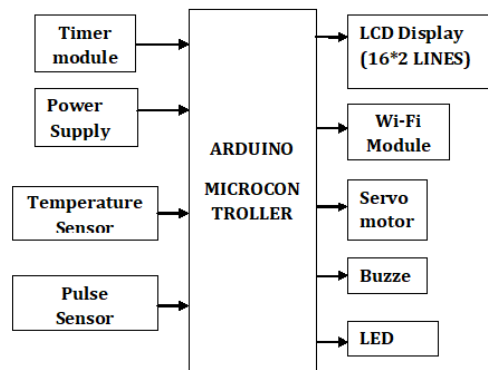 Timer
module
Power
Supply
Temperature
Sensor
Pulse
Sensor
ARDUINO
MICROCON
TROLLER
LCD Display
(16*2 LINES)
Wi-Fi
Module
Servo
motor
Buzze
LED